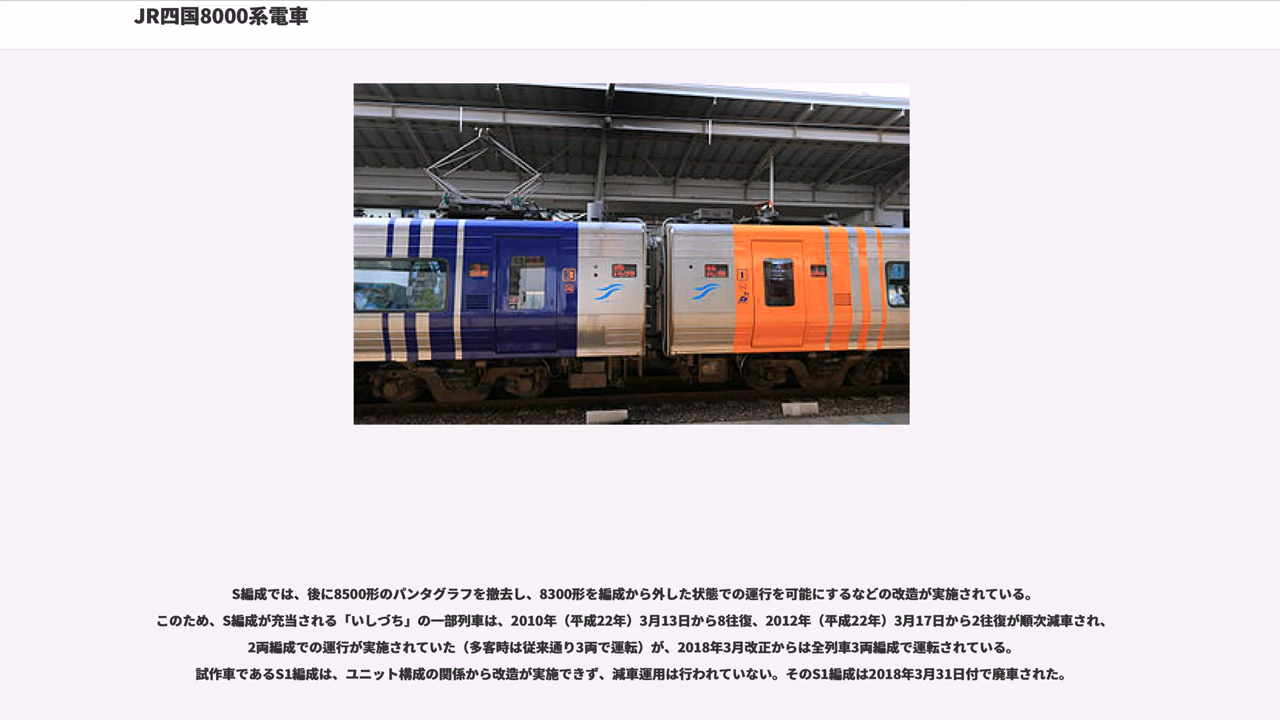 JR四国8000系電車
S編成では、後に8500形のパンタグラフを撤去し、8300形を編成から外した状態での運行を可能にするなどの改造が実施されている。
このため、S編成が充当される「いしづち」の一部列車は、2010年（平成22年）3月13日から8往復、2012年（平成22年）3月17日から2往復が順次減車され、
2両編成での運行が実施されていた（多客時は従来通り3両で運転）が、2018年3月改正からは全列車3両編成で運転されている。
試作車であるS1編成は、ユニット構成の関係から改造が実施できず、減車運用は行われていない。そのS1編成は2018年3月31日付で廃車された。